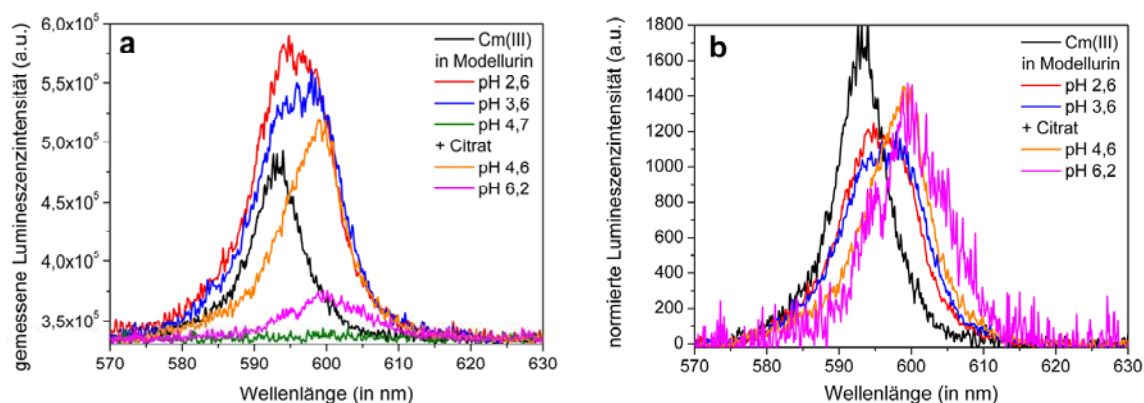 a
gemessene Lumineszenzintensität (a.u.)
6,0x10⁵
5,5x10⁵
5,0x10⁵
4,5x10⁵
4,0x10⁵
3,5x10⁵
Cm(III)
in Modellurin
pH 2,6
pH 3,6
pH 4,7
+ Citrat
pH 4,6
pH 6,2
570 580 590 600 610 620 630
Wellenlänge (in nm)
b
normierte Lumineszenzintensität (a.u.)
1800
1600
1400
1200
1000
800
600
400
200
0
Cm(III)
in Modellurin
pH 2,6
pH 3,6
+ Citrat
pH 4,6
pH 6,2
570 580 590 600 610 620 630
Wellenlänge (in nm)